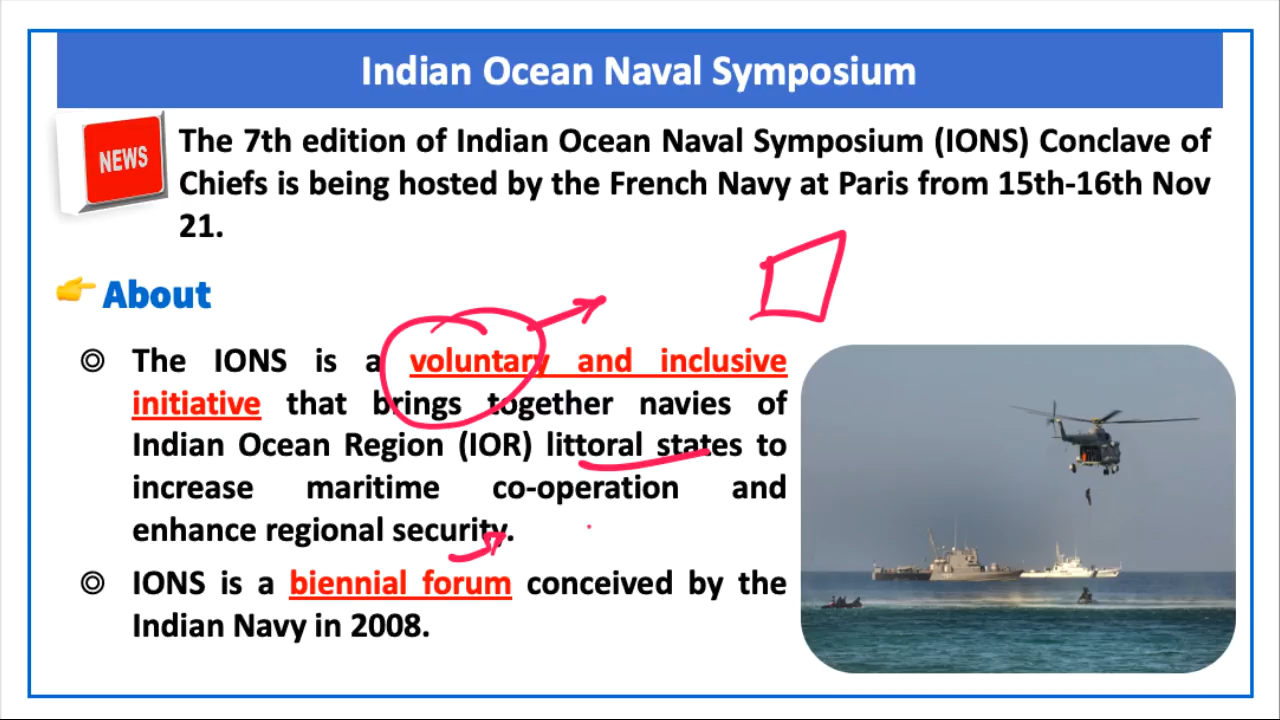 Indian Ocean Naval Symposium
NEWS
The 7th edition of Indian Ocean Naval Symposium (IONS) Conclave of
Chiefs is being hosted by the French Navy at Paris from 15th-16th Nov
21.
About
The IONS is a voluntary and inclusive
initiative that brings together navies of
Indian Ocean Region (IOR) littoral states to
increase maritime co-operation and
enhance regional security.
IONS is a biennial forum conceived by the
Indian Navy in 2008.